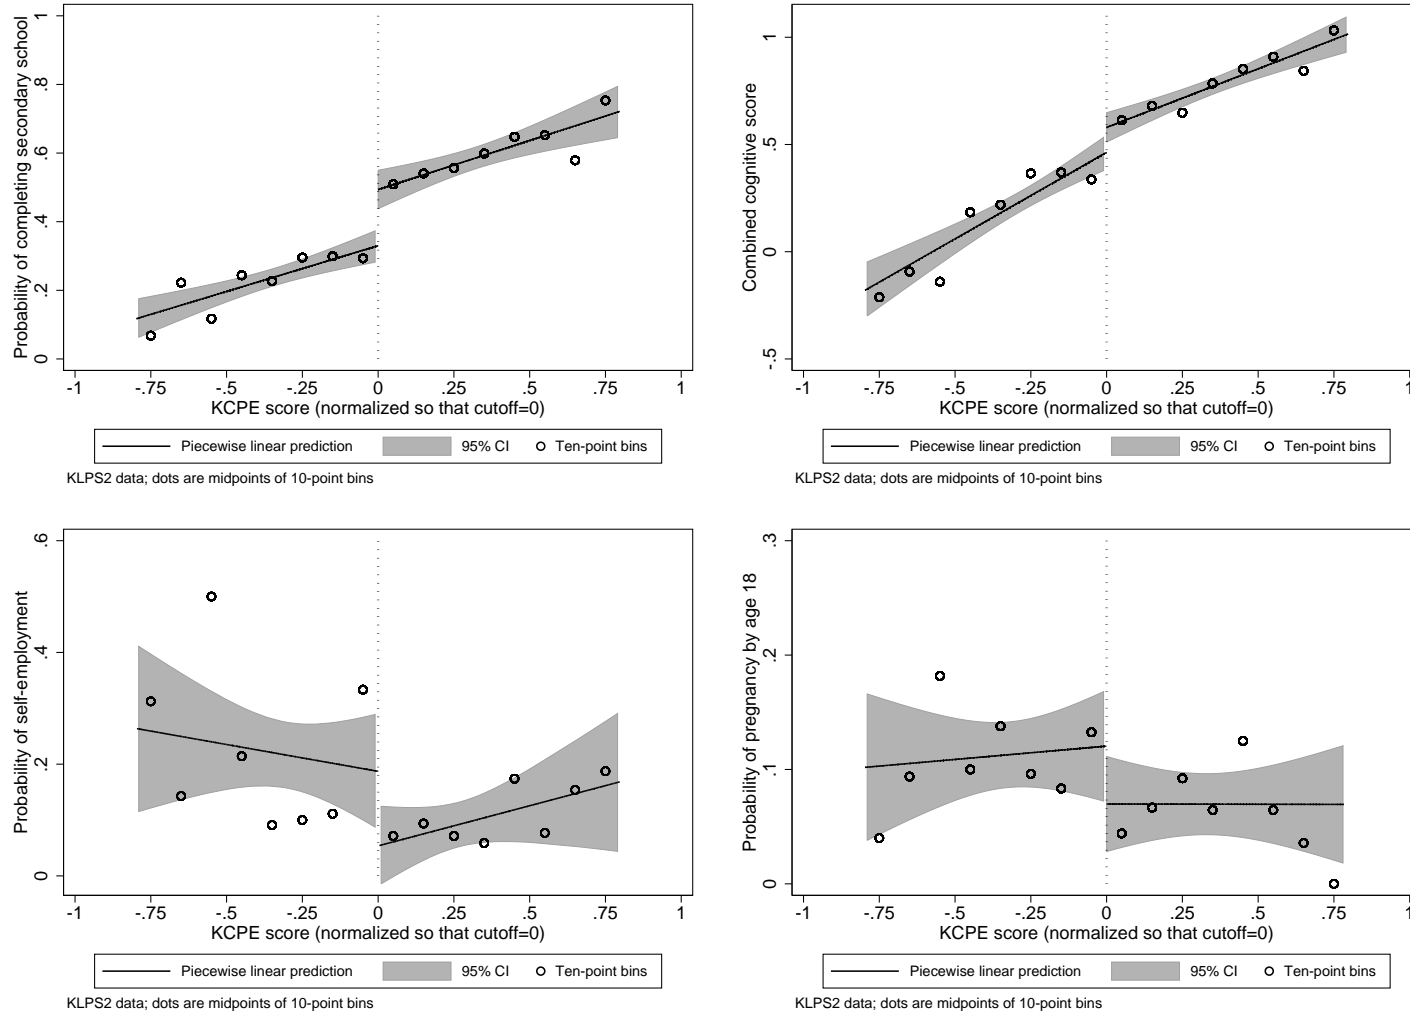 Probability of completing secondary school
1
.8
.6
.4
.2
0
-1 -.75 -.5 -.25 0 .25 .5 .75 1
KCPE score (normalized so that cutoff=0)
Piecewise linear prediction 95% CI Ten-point bins
KLPS2 data; dots are midpoints of 10-point bins
Combined cognitive score
1
.5
0
-.5
-1 -.75 -.5 -.25 0 .25 .5 .75 1
KCPE score (normalized so that cutoff=0)
Piecewise linear prediction 95% CI Ten-point bins
KLPS2 data; dots are midpoints of 10-point bins
Probability of self-employment
.6
.4
.2
0
-1 -.75 -.5 -.25 0 .25 .5 .75 1
KCPE score (normalized so that cutoff=0)
Piecewise linear prediction 95% CI Ten-point bins
KLPS2 data; dots are midpoints of 10-point bins
Probability of pregnancy by age 18
.3
.2
.1
0
-1 -.75 -.5 -.25 0 .25 .5 .75 1
KCPE score (normalized so that cutoff=0)
Piecewise linear prediction 95% CI Ten-point bins
KLPS2 data; dots are midpoints of 10-point bins